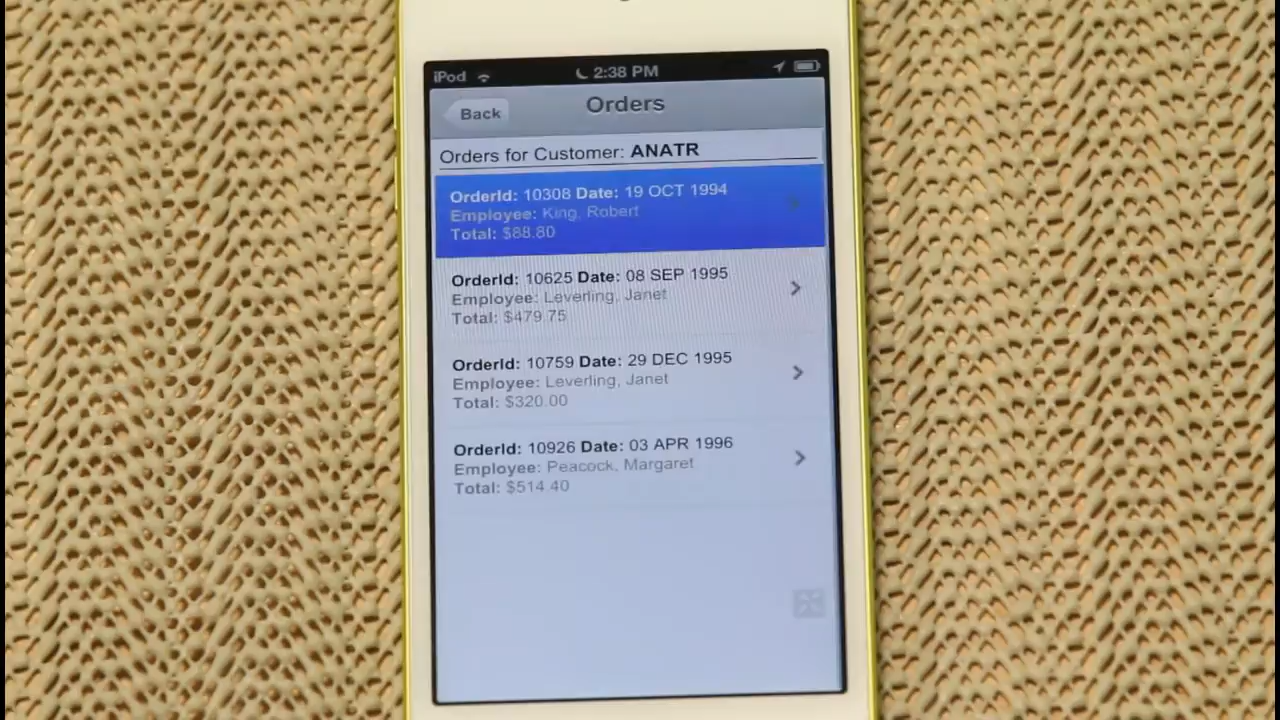 iPod 2:38 PM
Back Orders
Orders for Customer: ANATR
OrderId: 10308 Date: 19 OCT 1994
Employee: King, Robert
Total: $88.80
OrderId: 10625 Date: 08 SEP 1995
Employee: Leverling, Janet
Total: $479.75
OrderId: 10759 Date: 29 DEC 1995
Employee: Leverling, Janet
Total: $320.00
OrderId: 10926 Date: 03 APR 1996
Employee: Peacock, Margaret
Total: $514.40